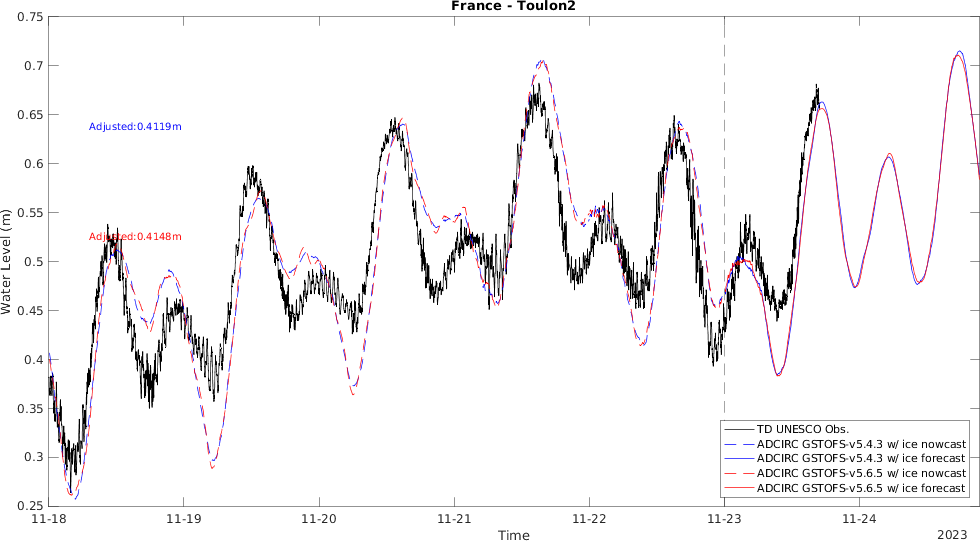 France - Toulon2
0.75
0.7
0.65
0.6
0.55
0.5
0.45
0.4
0.35
0.3
0.25
Water Level (m)
Adjusted:0.4119m
Adjusted:0.4148m
TD UNESCO Obs.
ADCIRC GSTOFS-v5.4.3 w/ ice nowcast
ADCIRC GSTOFS-v5.4.3 w/ ice forecast
ADCIRC GSTOFS-v5.6.5 w/ ice nowcast
ADCIRC GSTOFS-v5.6.5 w/ ice forecast
11-18 11-19 11-20 11-21 11-22 11-23 11-24
Time
2023